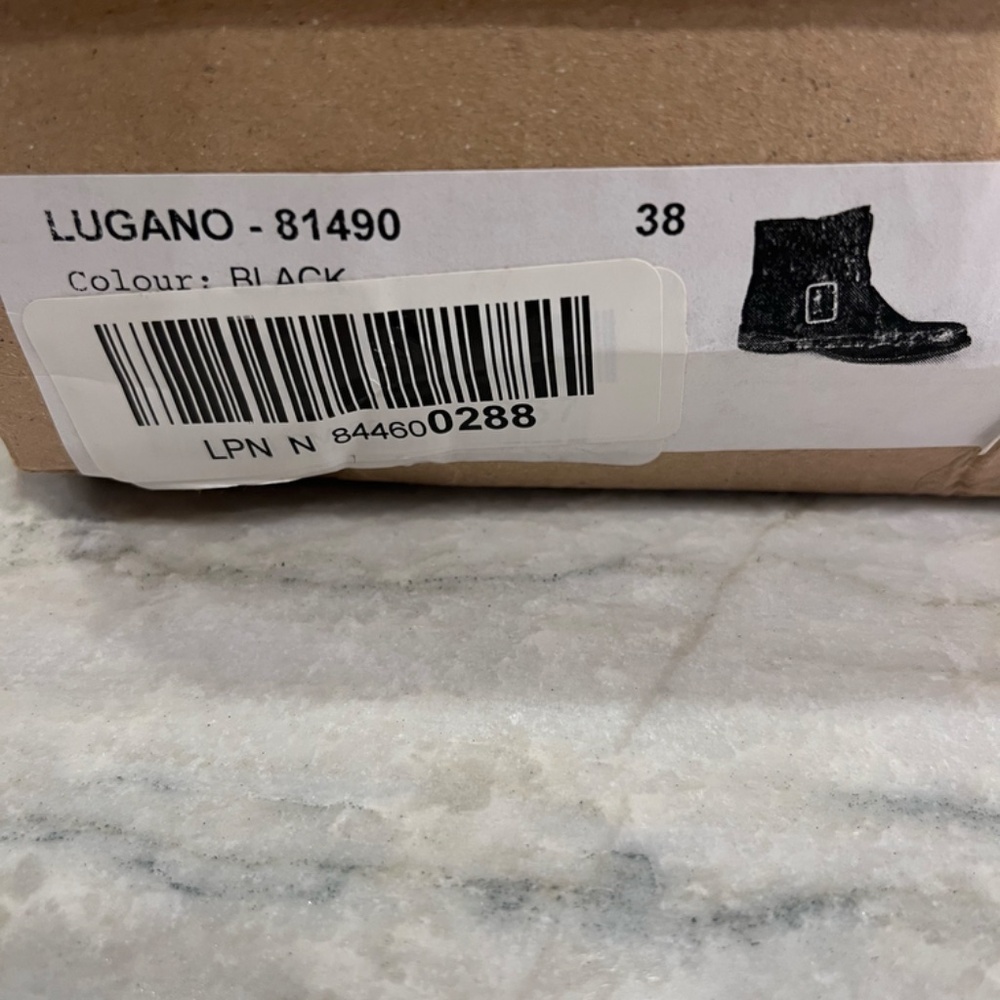 LUGANO - 81490
38
Colour: BLACK
LPN N 844600288